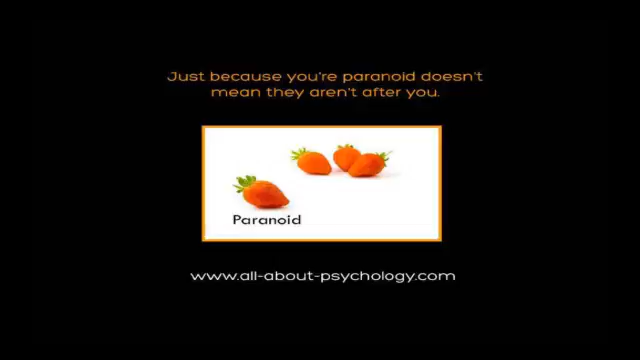 Just because you're paranoid doesn't
mean they aren't after you.
Paranoid
www.all-about-psychology.com